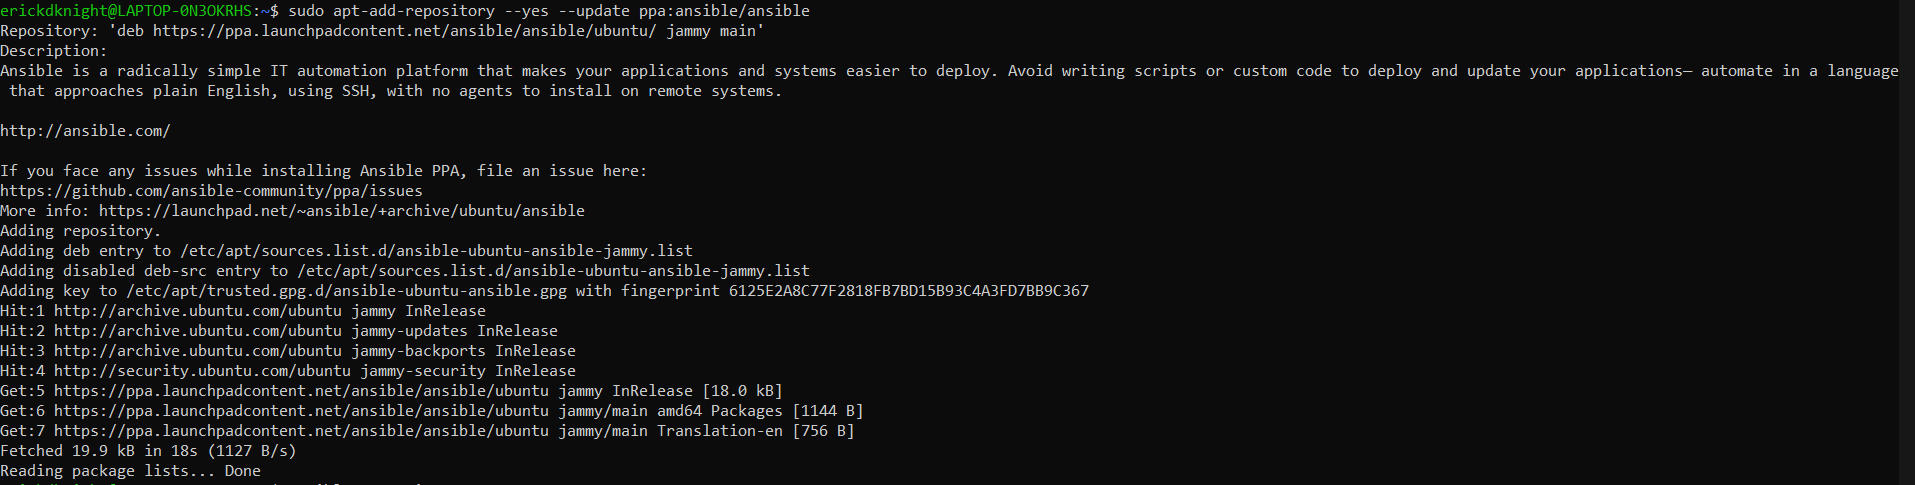 erickdknight@LAPTOP-0N3OKRHS:~$ sudo apt-add-repository --yes --update ppa:ansible/ansible
Repository: 'deb https://ppa.launchpadcontent.net/ansible/ansible/ubuntu/ jammy main'
Description:
Ansible is a radically simple IT automation platform that makes your applications and systems easier to deploy. Avoid writing scripts or custom code to deploy and update your applications— automate in a language
 that approaches plain English, using SSH, with no agents to install on remote systems.
http://ansible.com/
If you face any issues while installing Ansible PPA, file an issue here:
https://github.com/ansible-community/ppa/issues
More info: https://launchpad.net/~ansible/+archive/ubuntu/ansible
Adding repository.
Adding deb entry to /etc/apt/sources.list.d/ansible-ubuntu-ansible-jammy.list
Adding disabled deb-src entry to /etc/apt/sources.list.d/ansible-ubuntu-ansible-jammy.list
Adding key to /etc/apt/trusted.gpg.d/ansible-ubuntu-ansible.gpg with fingerprint 6125E2A8C77F2818FB7BD15B93C4A3FD7BB9C367
Hit:1 http://archive.ubuntu.com/ubuntu jammy InRelease
Hit:2 http://archive.ubuntu.com/ubuntu jammy-updates InRelease
Hit:3 http://archive.ubuntu.com/ubuntu jammy-backports InRelease
Hit:4 http://security.ubuntu.com/ubuntu jammy-security InRelease
Get:5 https://ppa.launchpadcontent.net/ansible/ansible/ubuntu jammy InRelease [18.0 kB]
Get:6 https://ppa.launchpadcontent.net/ansible/ansible/ubuntu jammy/main amd64 Packages [1144 B]
Get:7 https://ppa.launchpadcontent.net/ansible/ansible/ubuntu jammy/main Translation-en [756 B]
Fetched 19.9 kB in 18s (1127 B/s)
Reading package lists... Done